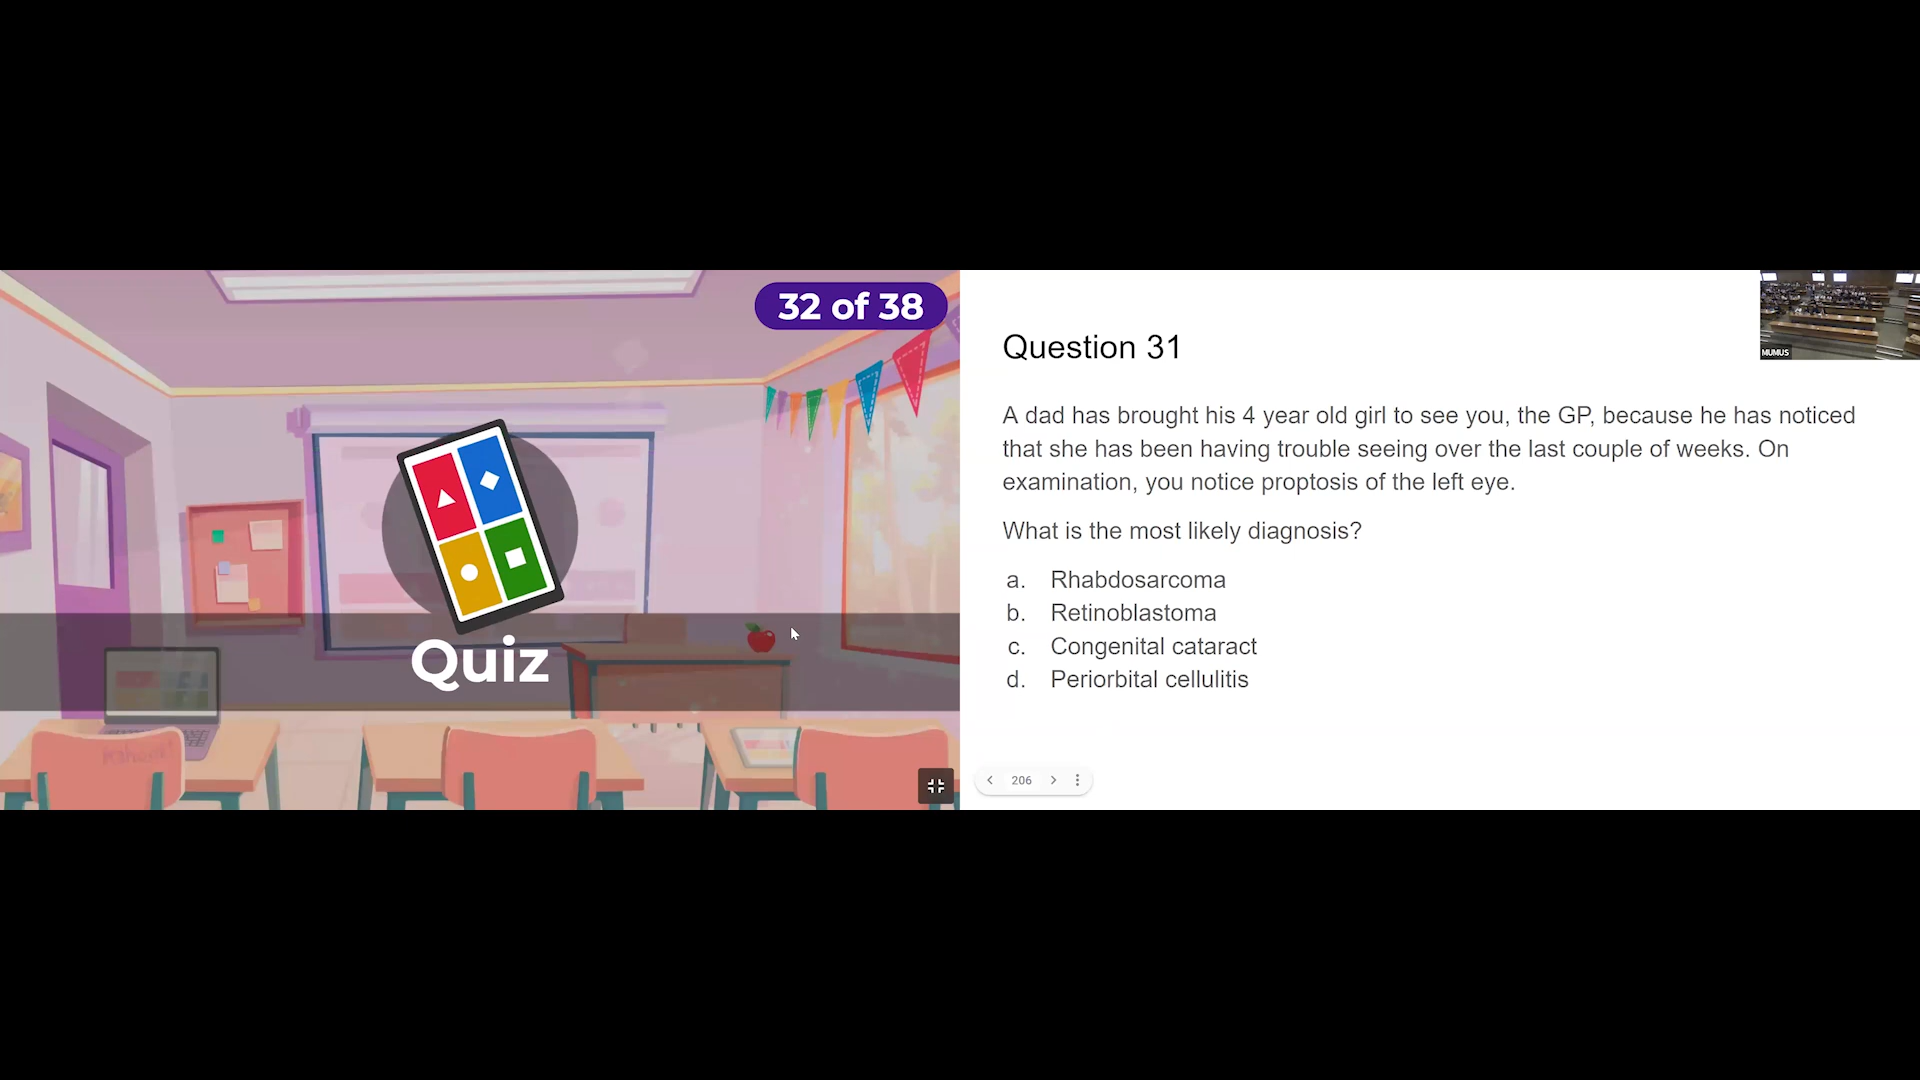 32 of 38
Quiz
Question 31
MUMUS
A dad has brought his 4 year old girl to see you, the GP, because he has noticed
that she has been having trouble seeing over the last couple of weeks. On
examination, you notice proptosis of the left eye.
What is the most likely diagnosis?
a. Rhabdosarcoma
b. Retinoblastoma
c. Congenital cataract
d. Periorbital cellulitis
206